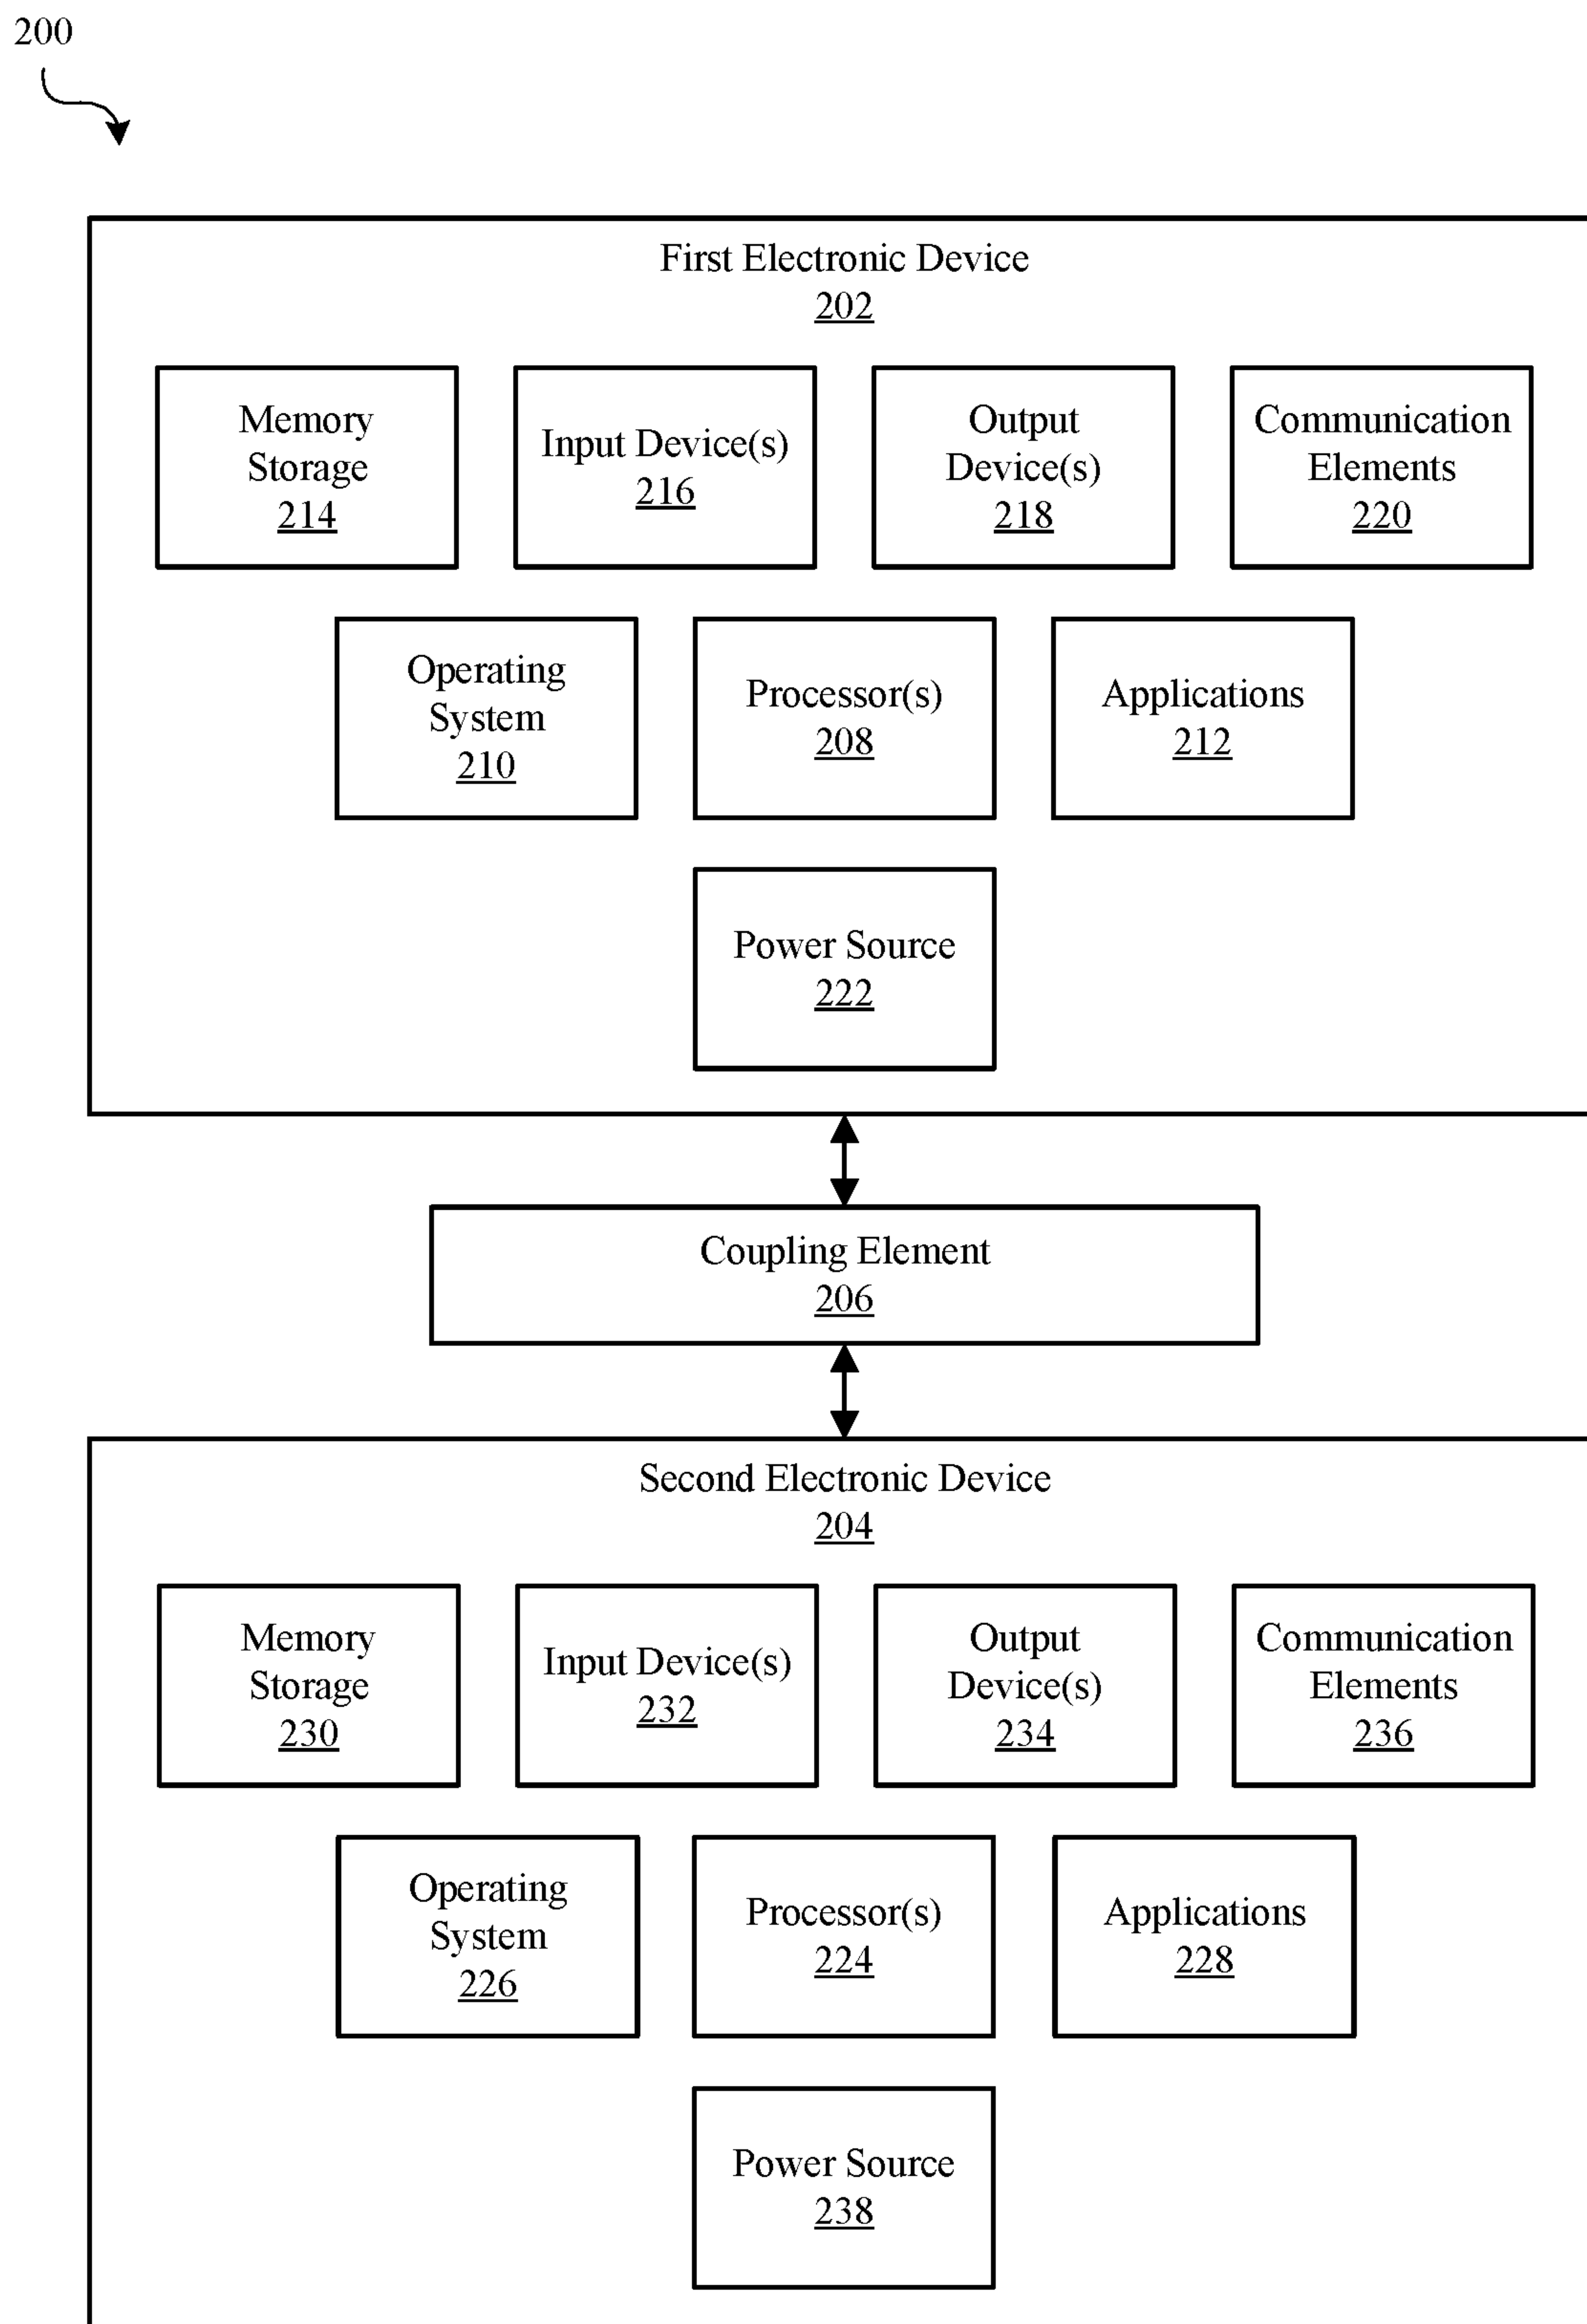 200
First Electronic Device
202
Memory
Storage
214
Input Device(s)
216
Output
Device(s)
218
Communication
Elements
220
Operating
System
210
Processor(s)
208
Applications
212
Power Source
222
Coupling Element
206
Second Electronic Device
204
Memory
Storage
230
Input Device(s)
232
Output
Device(s)
234
Communication
Elements
236
Operating
System
226
Processor(s)
224
Applications
228
Power Source
238